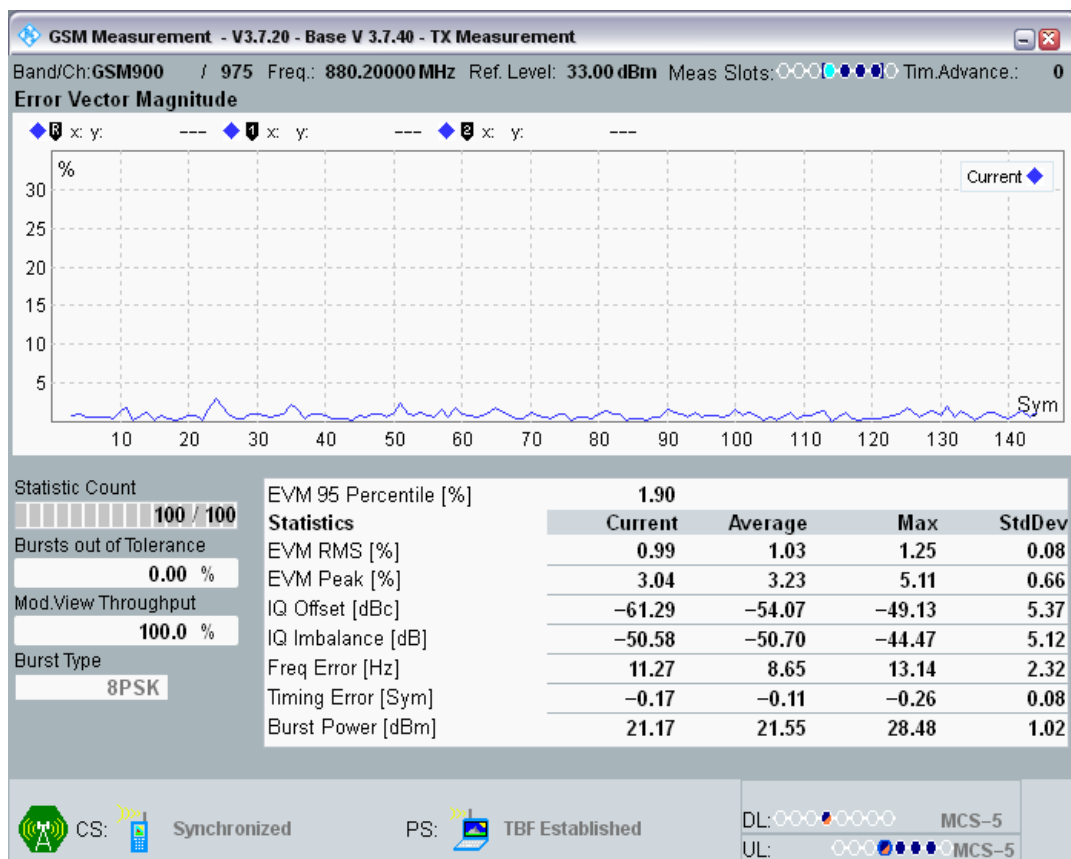 GSM Measurement - V3.7.20 - Base V 3.7.40 - TX Measurement
Band/Ch:GSM900 / 975 Freq.: 880.20000 MHz Ref. Level: 33.00 dBm Meas Slots: Tim.Advance.: 0
Error Vector Magnitude
R x: y: --- 1 x: y: --- 2 x: y: ---
%
Current
30
25
20
15
10
5
Sym
10 20 30 40 50 60 70 80 90 100 110 120 130 140
Statistic Count
100 / 100
Bursts out of Tolerance
0.00 %
Mod.View Throughput
100.0 %
Burst Type
8PSK
EVM 95 Percentile [%] 1.90
Statistics Current Average Max StdDev
EVM RMS [%] 0.99 1.03 1.25 0.08
EVM Peak [%] 3.04 3.23 5.11 0.66
IQ Offset [dBc] −61.29 −54.07 −49.13 5.37
IQ Imbalance [dB] −50.58 −50.70 −44.47 5.12
Freq Error [Hz] 11.27 8.65 13.14 2.32
Timing Error [Sym] −0.17 −0.11 −0.26 0.08
Burst Power [dBm] 21.17 21.55 28.48 1.02
CS: Synchronized PS: TBF Established
DL: MCS−5
UL: MCS−5